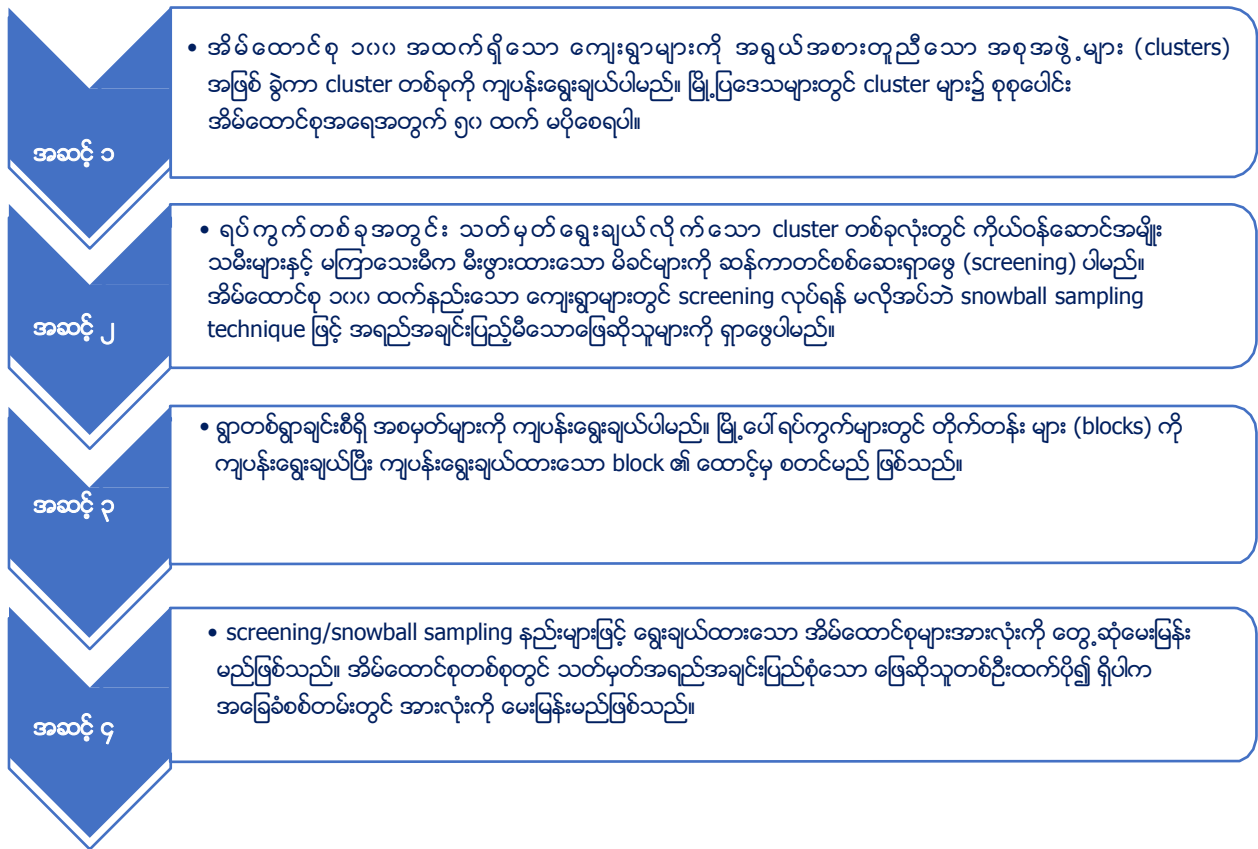 • အိမ်ထောင်စု ၁၀၀ အထက်ရှိသော ကျေးရွာများကို အရွယ်အစားတူညီသော အစုအဖွဲ့များ (clusters)
အဖြစ် ခွဲကာ cluster တစ်ခုကို ကျပန်းရွေးချယ်ပါမည်။ မြို့ပြဒေသများတွင် cluster များ၌ စုစုပေါင်း
အိမ်ထောင်စုအရေအတွက် ၅၀ ထက် မပိုစေရပါ။
အဆင့် ၁
• ရပ်ကွက်တစ်ခုအတွင်း သတ်မှတ်ရွေးချယ်လိုက်သော cluster တစ်ခုလုံးတွင် ကိုယ်ဝန်ဆောင်အမျိုး
သမီးများနှင့် မကြာသေးမီက မီးဖွားထားသော မိခင်များကို ဆန်ကာတင်စစ်ဆေးရှာဖွေ (screening) ပါမည်။
အိမ်ထောင်စု ၁၀၀ ထက်နည်းသော ကျေးရွာများတွင် screening လုပ်ရန် မလိုအပ်ဘဲ snowball sampling
technique ဖြင့် အရည်အချင်းပြည့်မီသောဖြေဆိုသူများကို ရှာဖွေပါမည်။
အဆင့် ၂
• ရွာတစ်ရွာချင်းစီရှိ အစမှတ်များကို ကျပန်းရွေးချယ်ပါမည်။ မြို့ပေါ်ရပ်ကွက်များတွင် တိုက်တန်း များ (blocks) ကို
ကျပန်းရွေးချယ်ပြီး ကျပန်းရွေးချယ်ထားသော block ၏ ထောင့်မှ စတင်မည် ဖြစ်သည်။
အဆင့် ၃
• screening/snowball sampling နည်းများဖြင့် ရွေးချယ်ထားသော အိမ်ထောင်စုများအားလုံးကို တွေ့ဆုံမေးမြန်း
မည်ဖြစ်သည်။ အိမ်ထောင်စုတစ်စုတွင် သတ်မှတ်အရည်အချင်းပြည့်စုံသော ဖြေဆိုသူတစ်ဦးထက်ပို၍ ရှိပါက
အခြေခံစစ်တမ်းတွင် အားလုံးကို မေးမြန်းမည်ဖြစ်သည်။
အဆင့် ၄